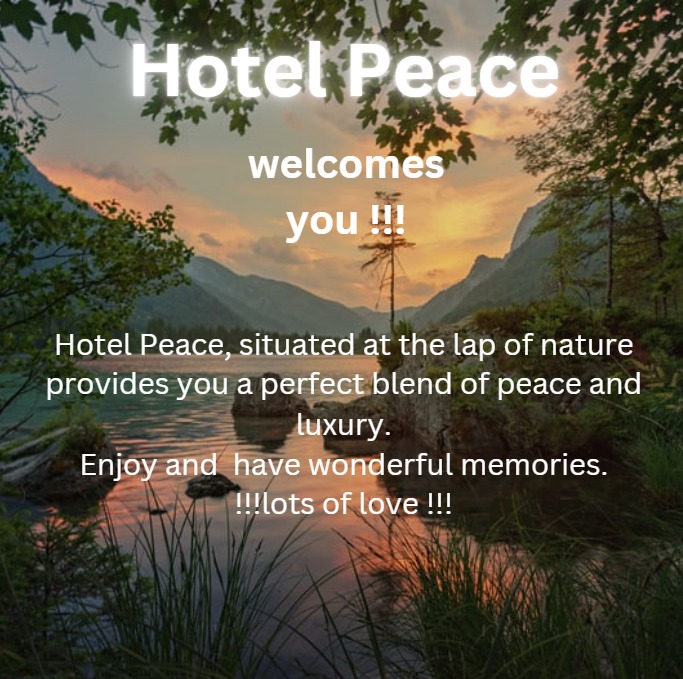 Hotel Peace
welcomes
you !!!
Hotel Peace, situated at the lap of nature
provides you a perfect blend of peace and
luxury.
Enjoy and  have wonderful memories.
!!!lots of love !!!